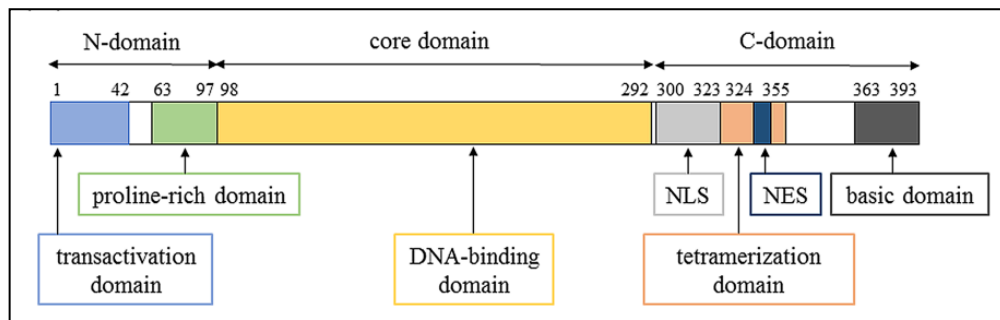 N-domain core domain C-domain
1 42 63 97 98 292 300 323 324 355 363 393
proline-rich domain NLS NES basic domain
transactivation domain
DNA-binding domain
tetramerization domain